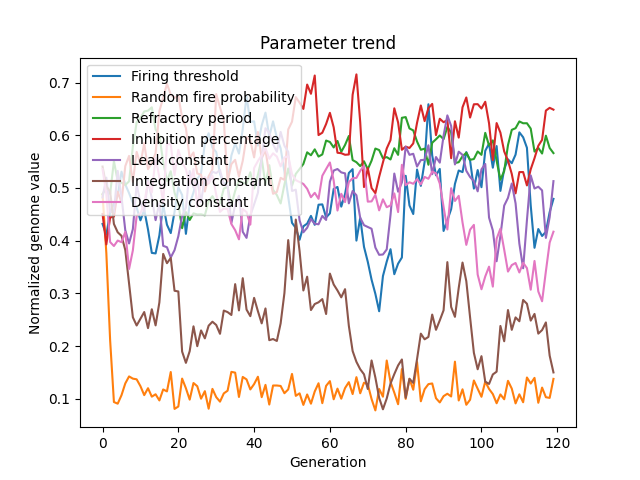 Parameter trend
Normalized genome value
0.7
0.6
0.5
0.4
0.3
0.2
0.1
Firing threshold
Random fire probability
Refractory period
Inhibition percentage
Leak constant
Integration constant
Density constant
0 20 40 60 80 100 120
Generation